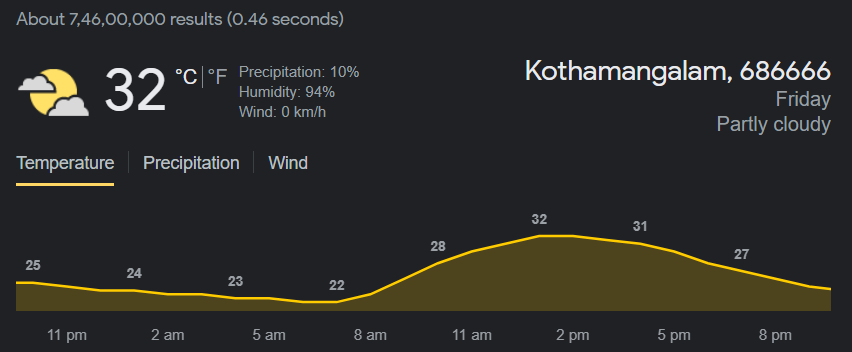 About 7,46,00,000 results (0.46 seconds)
32 °C | °F
Precipitation: 10%
Humidity: 94%
Wind: 0 km/h
Kothamangalam, 686666
Friday
Partly cloudy
Temperature | Precipitation | Wind
25 24 23 22 28 32 31 27
11 pm 2 am 5 am 8 am 11 am 2 pm 5 pm 8 pm